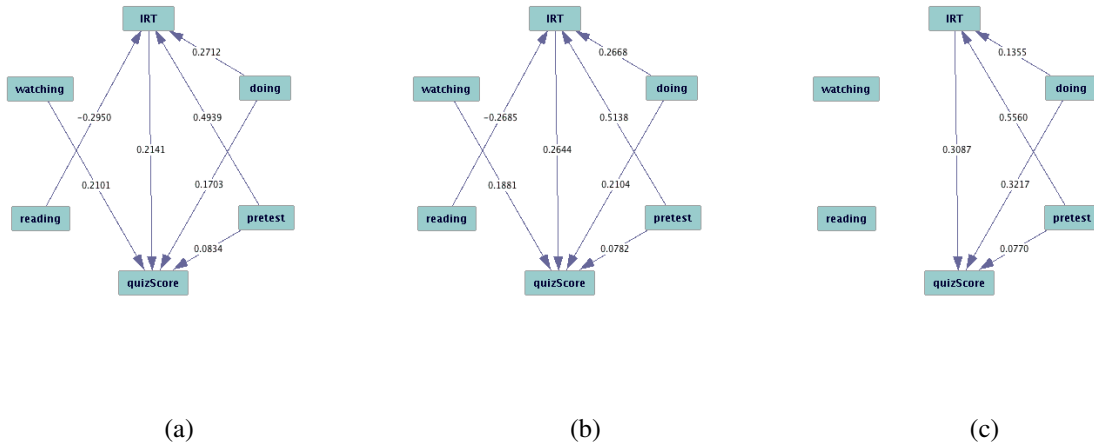 IRT
0.2712
watching
doing
−0.2950
0.4939
0.2141
0.2101
0.1703
reading
pretest
0.0834
quizScore
(a)
IRT
0.2668
watching
doing
−0.2685
0.5138
0.2644
0.1881
0.2104
reading
pretest
0.0782
quizScore
(b)
IRT
0.1355
watching
doing
0.5560
0.3087
0.3217
reading
pretest
0.0770
quizScore
(c)